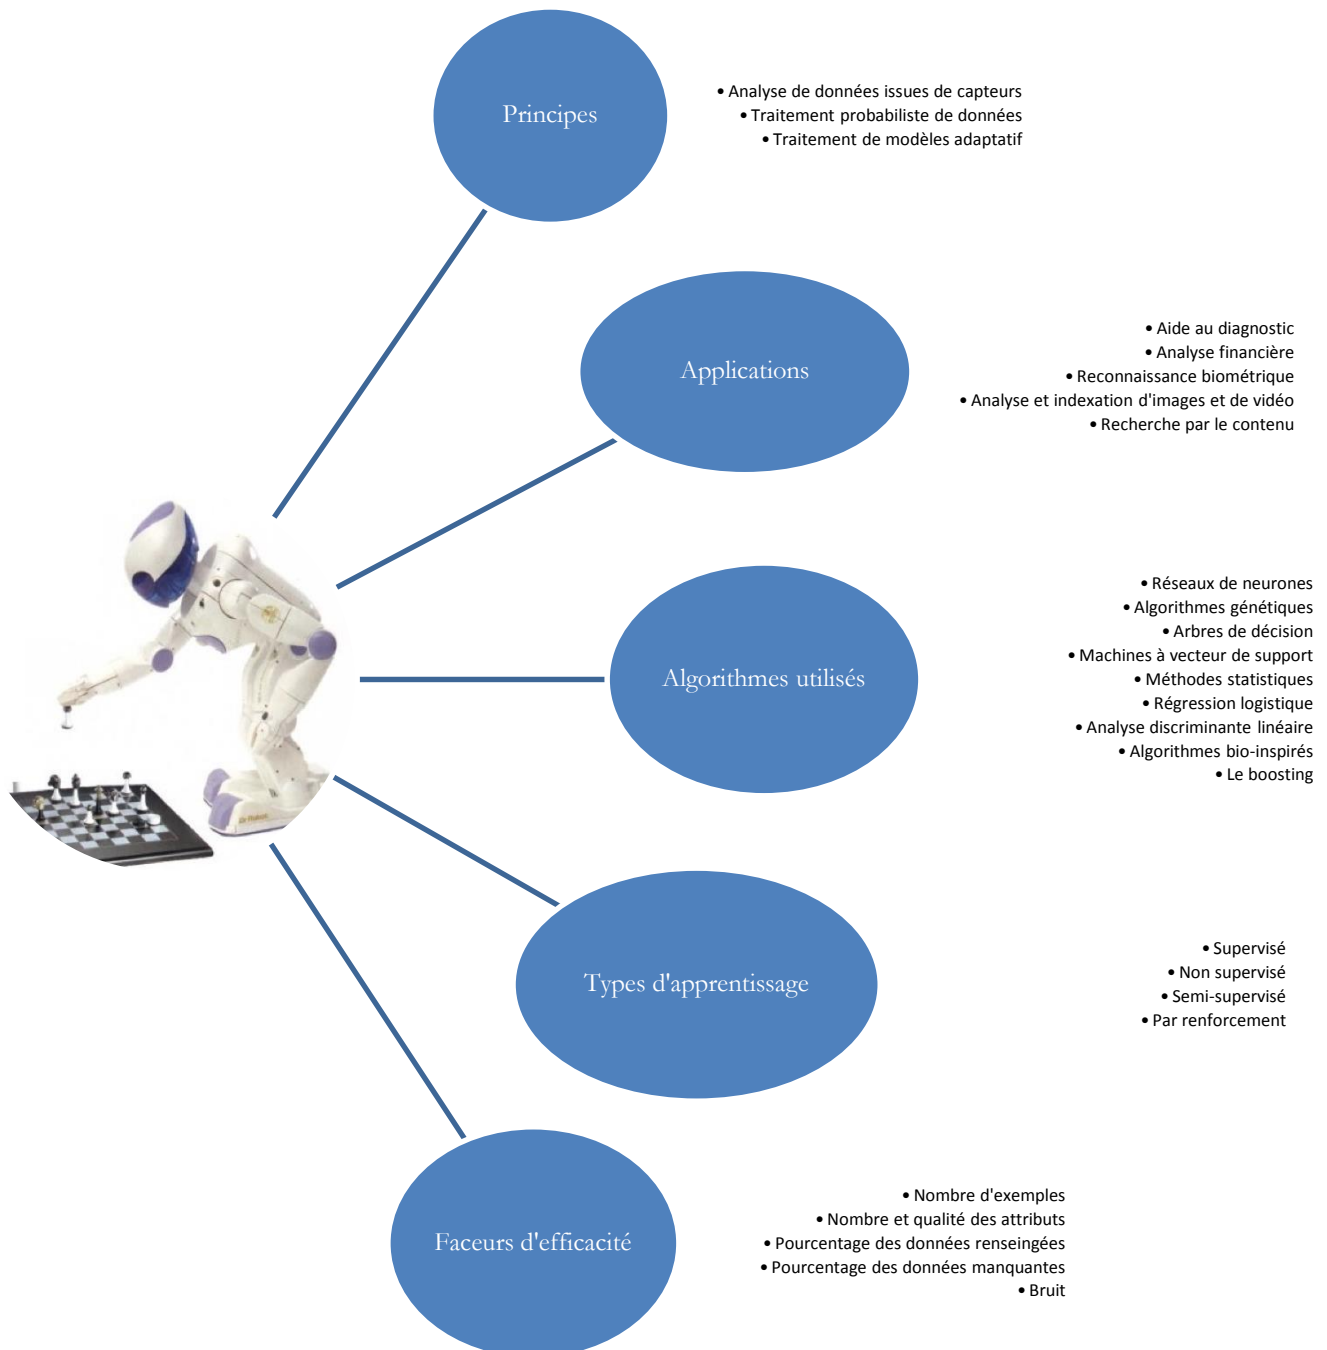 Principes
• Analyse de données issues de capteurs
• Traitement probabiliste de données
• Traitement de modèles adaptatif
Applications
• Aide au diagnostic
• Analyse financière
• Reconnaissance biométrique
• Analyse et indexation d'images et de vidéo
• Recherche par le contenu
Algorithmes utilisés
• Réseaux de neurones
• Algorithmes génétiques
• Arbres de décision
• Machines à vecteur de support
• Méthodes statistiques
• Régression logistique
• Analyse discriminante linéaire
• Algorithmes bio-inspirés
• Le boosting
Types d'apprentissage
• Supervisé
• Non supervisé
• Semi-supervisé
• Par renforcement
Faceurs d'efficacité
• Nombre d'exemples
• Nombre et qualité des attributs
• Pourcentage des données renseingées
• Pourcentage des données manquantes
• Bruit